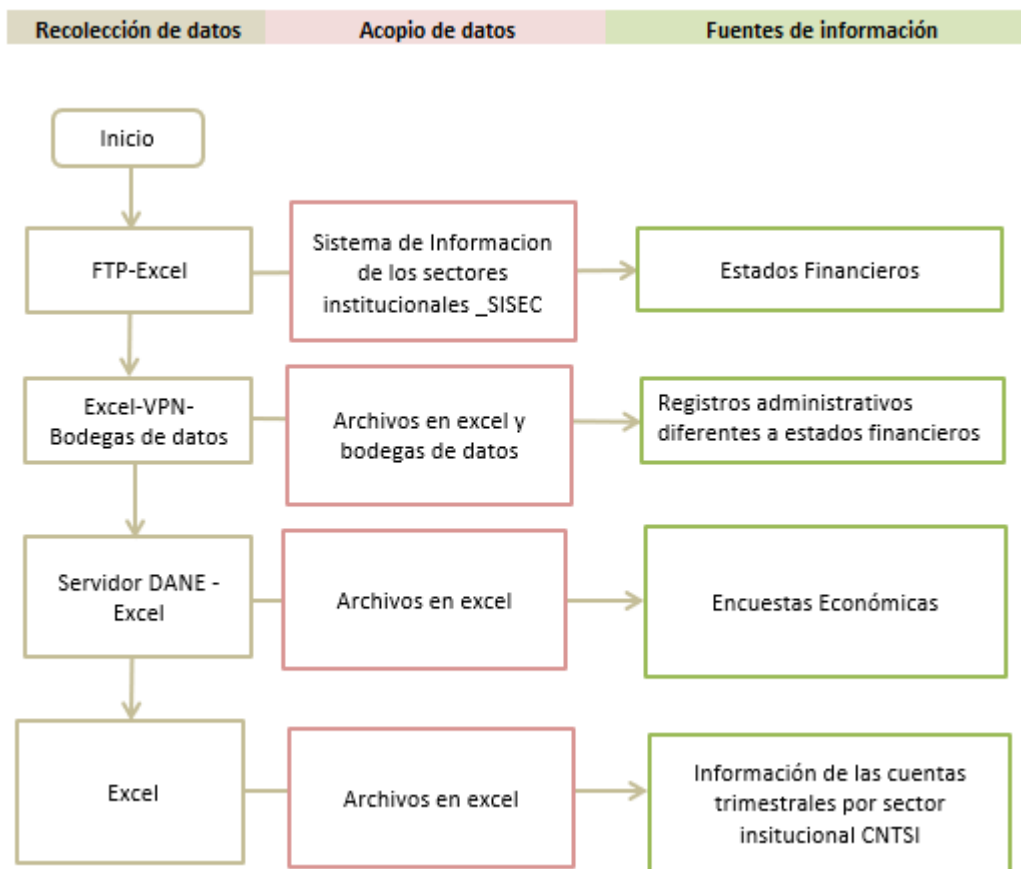 Recolección de datos
Acopio de datos
Fuentes de información
Inicio
FTP-Excel
Sistema de Informacion
de los sectores
institucionales _SISEC
Estados Financieros
Excel-VPN-
Bodegas de datos
Archivos en excel y
bodegas de datos
Registros administrativos
diferentes a estados financieros
Servidor DANE -
Excel
Archivos en excel
Encuestas Económicas
Excel
Archivos en excel
Información de las cuentas
trimestrales por sector
insitucional CNTSI